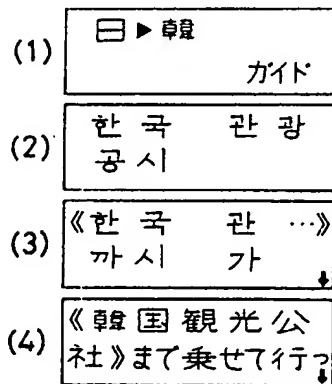 (1)
日▶韓
ガイド
(2)
한국 관광
공시
(3)
《한국 관…》
까시 가
(4)
《韓国観光公
社》まで乗せて行っ